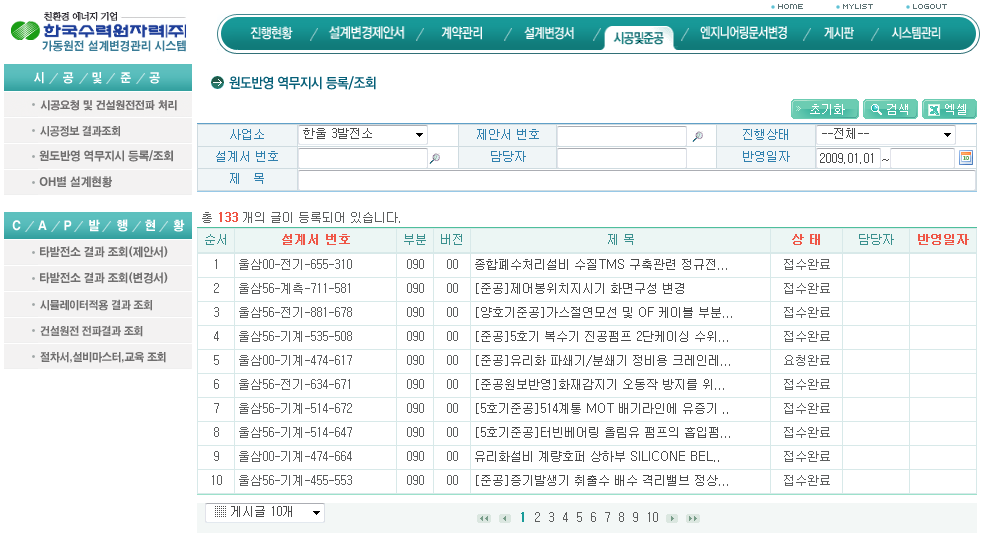 HOME MYLIST LOGOUT
친환경 에너지 기업
한국수력원자력(주)
가동원전 설계변경관리 시스템
진행현황 / 설계변경제안서 / 계약관리 / 설계변경서 / 시공및준공 / 엔지니어링문서변경 / 게시판 / 시스템관리
시 / 공 / 및 / 준 / 공
시공요청 및 건설원전전파 처리
시공정보 결과조회
원도반영 역무지시 등록/조회
OH별 설계현황
C / A / P / 발 / 행 / 현 / 황
타발전소 결과 조회(제안서)
타발전소 결과 조회(변경서)
시뮬레이터적용 결과 조회
건설원전 전파결과 조회
절차서,설비마스터,교육 조회
원도반영 역무지시 등록/조회
초기화 검색 엑셀
사업소 한울 3발전소 제안서 번호 진행상태 --전체--
설계서 번호 담당자 반영일자 2009.01.01 ~
제 목
총 133 개의 글이 등록되어 있습니다.
순서 설계서 번호 부분 버전 제 목 상 태 담당자 반영일자
1 울삼00-전기-655-310 090 00 종합폐수처리설비 수질TMS 구축관련 정규전... 접수완료
2 울삼56-계측-711-581 090 00 [준공]제어봉위치지시기 화면구성 변경 접수완료
3 울삼56-전기-881-678 090 00 [양호기준공]가스절연모선 및 OF 케이블 부분... 접수완료
4 울삼56-기계-535-508 090 00 [준공]5호기 복수기 진공펌프 2단케이싱 수위... 접수완료
5 울삼00-기계-474-617 090 00 [준공]유리화 파쇄기/분쇄기 정비용 크레인레... 요청완료
6 울삼56-전기-634-671 090 00 [준공원보반영]화재감지기 오동작 방지를 위... 접수완료
7 울삼56-기계-514-672 090 00 [5호기준공]514계통 MOT 배기라인에 유증기 .. 접수완료
8 울삼56-기계-514-647 090 00 [5호기준공]터빈베어링 올림유 펌프의 흡입펌... 접수완료
9 울삼00-기계-474-664 090 00 유리화설비 계량호퍼 상하부 SILICONE BEL.. 접수완료
10 울삼56-기계-455-553 090 00 [준공]증기발생기 취출수 배수 격리밸브 정상... 접수완료
게시글 10개 1 2 3 4 5 6 7 8 9 10